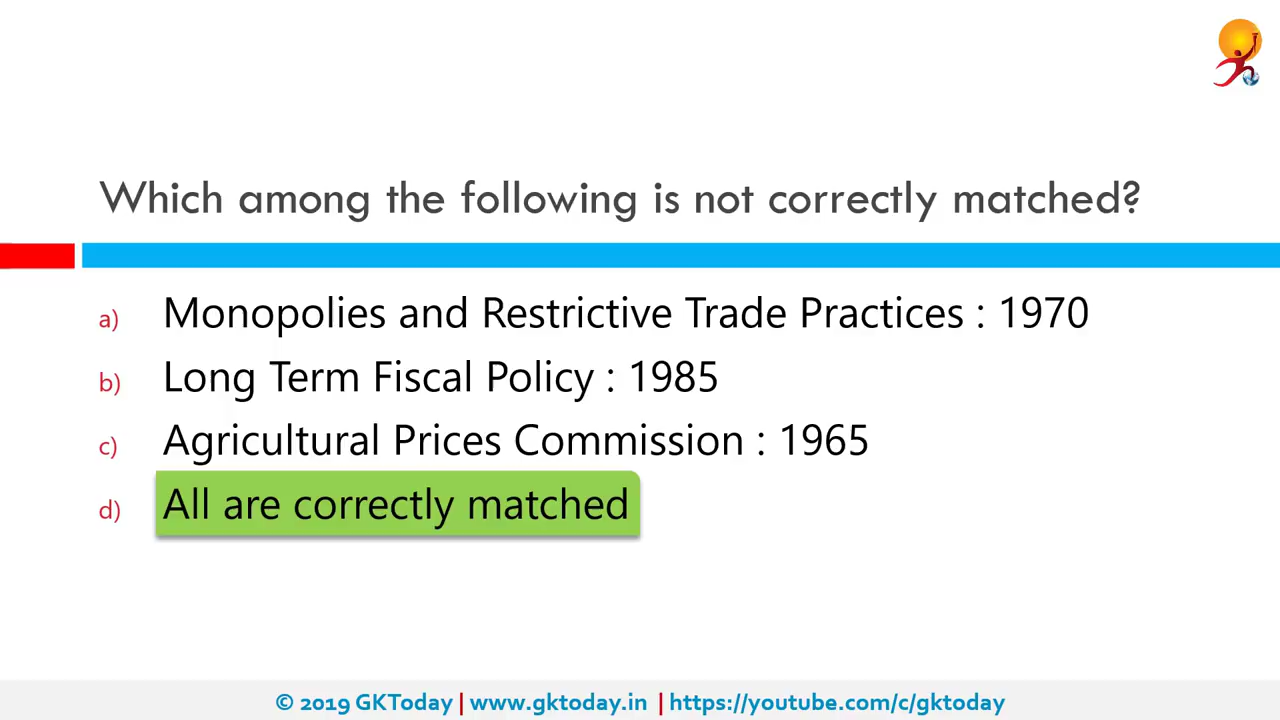 Which among the following is not correctly matched?
a) Monopolies and Restrictive Trade Practices : 1970
b) Long Term Fiscal Policy : 1985
c) Agricultural Prices Commission : 1965
d) All are correctly matched
© 2019 GKToday | www.gktoday.in | https://youtube.com/c/gktoday